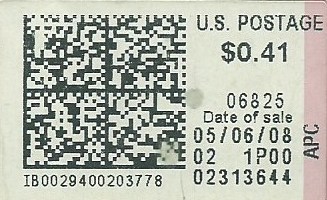 U.S. POSTAGE
$0.41
06825
Date of sale
05/06/08
02 1P00
02313644
APC
IB0029400203778